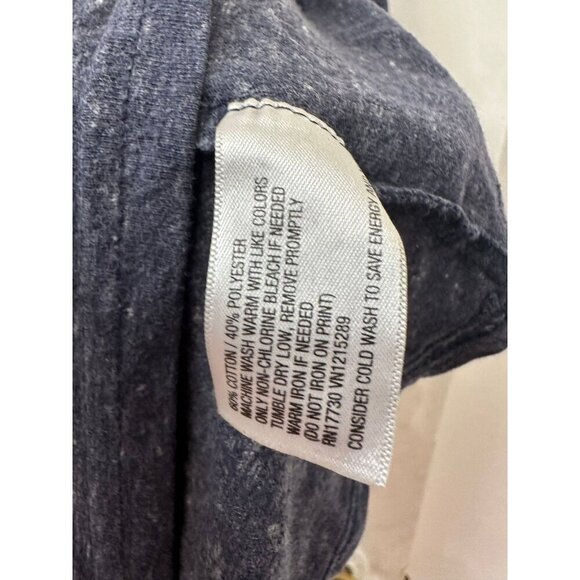 60% COTTON / 40% POLYESTER
MACHINE WASH WARM WITH LIKE COLORS
ONLY NON-CHLORINE BLEACH IF NEEDED
TUMBLE DRY LOW, REMOVE PROMPTLY
WARM IRON IF NEEDED
(DO NOT IRON ON PRINT)
RN17730 VN1215289
CONSIDER COLD WASH TO SAVE ENERGY